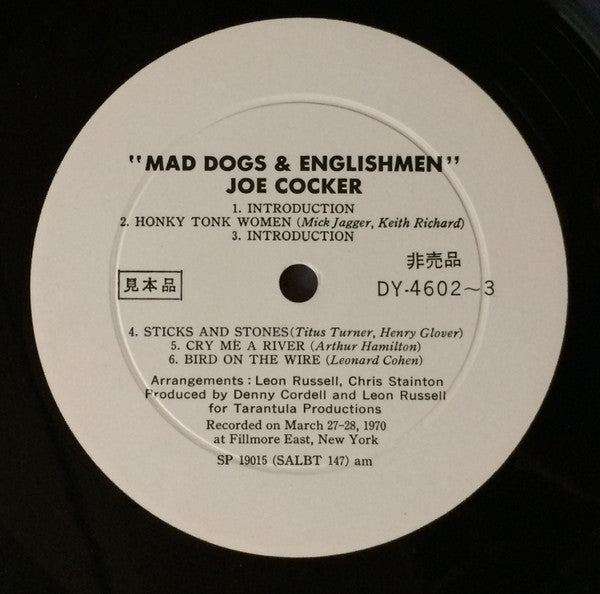 "MAD DOGS & ENGLISHMEN"
JOE COCKER
1. INTRODUCTION
2. HONKY TONK WOMEN (Mick Jagger, Keith Richard)
3. INTRODUCTION
非売品
見本品
DY-4602~3
4. STICKS AND STONES(Titus Turner, Henry Glover)
5. CRY ME A RIVER (Arthur Hamilton)
6. BIRD ON THE WIRE (Leonard Cohen)
Arrangements : Leon Russell, Chris Stainton
Produced by Denny Cordell and Leon Russell
for Tarantula Productions
Recorded on March 27-28, 1970
at Fillmore East, New York
SP 19015 (SALBT 147) am